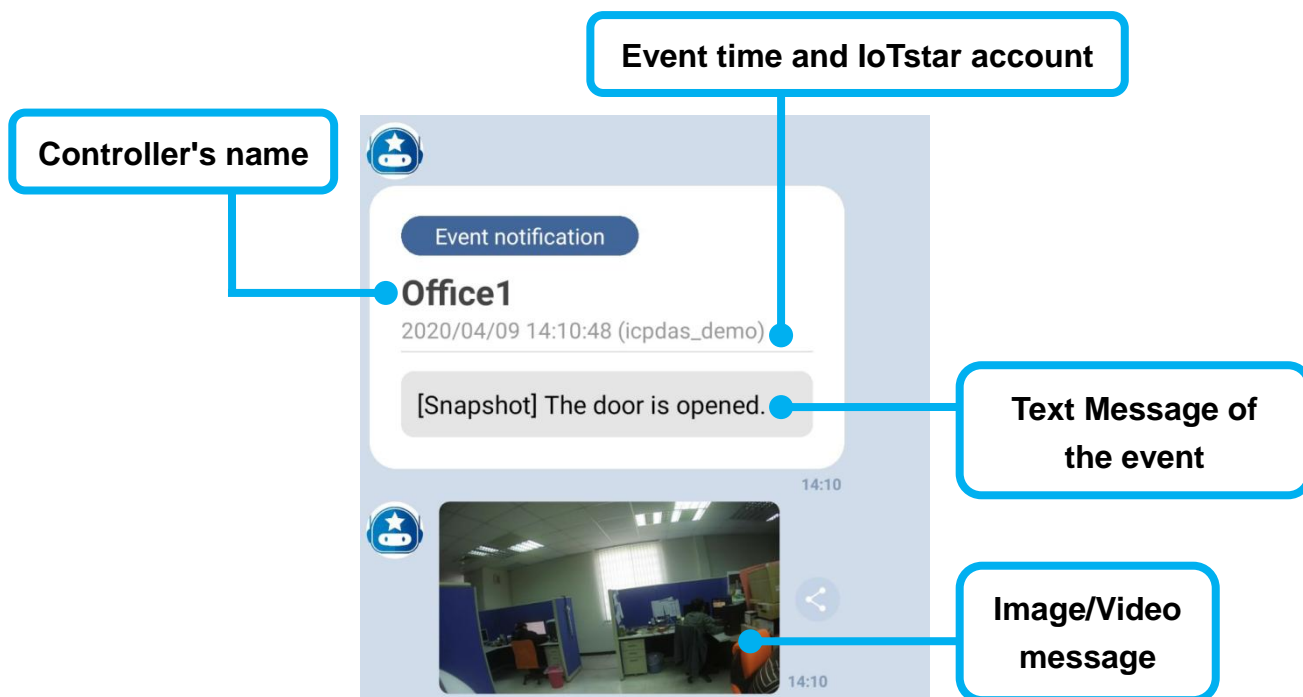 Event time and IoTstar account
Controller's name
Event notification
Office1
2020/04/09 14:10:48 (icpdas_demo)
[Snapshot] The door is opened.
Text Message of
the event
14:10
Image/Video
message
14:10